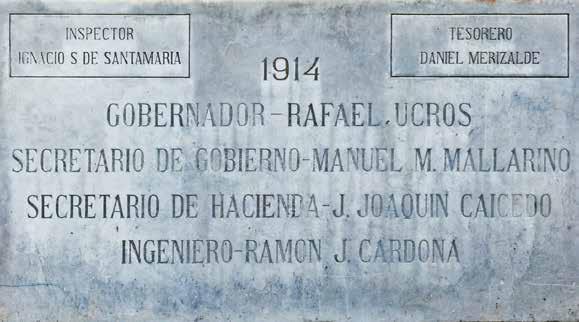 INSPECTOR
IGNACIO S DE SANTAMARIA
TESORERO
DANIEL MERIZALDE
1914
GOBERNADOR-RAFAEL.UCROS
SECRETARIO DE GOBIERNO-MANUEL M. MALLARINO
SECRETARIO DE HACIENDA-J. JOAQUIN CAICEDO
INGENIERO-RAMON J. CARDONA